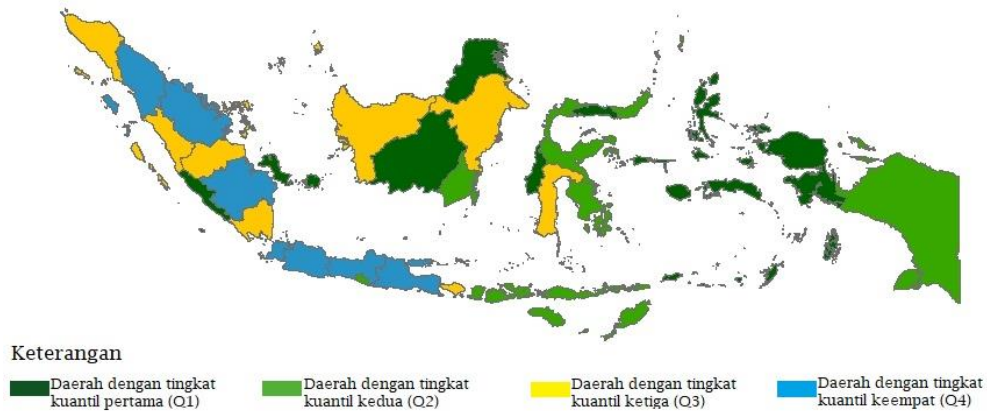 Keterangan
Daerah dengan tingkat
kuantil pertama (Q1)
Daerah dengan tingkat
kuantil kedua (Q2)
Daerah dengan tingkat
kuantil ketiga (Q3)
Daerah dengan tingkat
kuantil keempat (Q4)